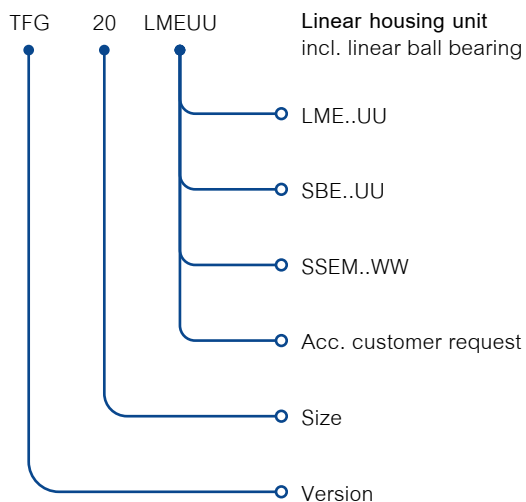 TFG 20 LMEUU Linear housing unit
incl. linear ball bearing
LME..UU
SBE..UU
SSEM..WW
Acc. customer request
Size
Version